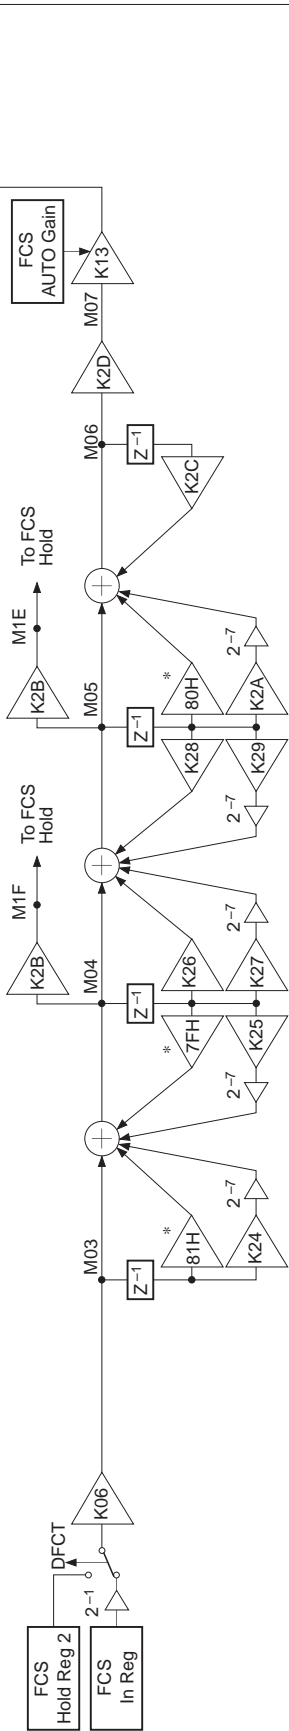 FCS
Hold Reg 2
FCS
In Reg
2–1
DFCT
K06
M03
Z–1
81H
*
K24
2–7
7FH
*
K25
2–7
Z–1
M04
K2B
M1F
To FCS
Hold
K26
K27
2–7
K28
K29
2–7
Z–1
M05
K2B
M1E
To FCS
Hold
80H
*
K2A
2–7
K2C
Z–1
M06
K2D
M07
K13
FCS
AUTO Gain